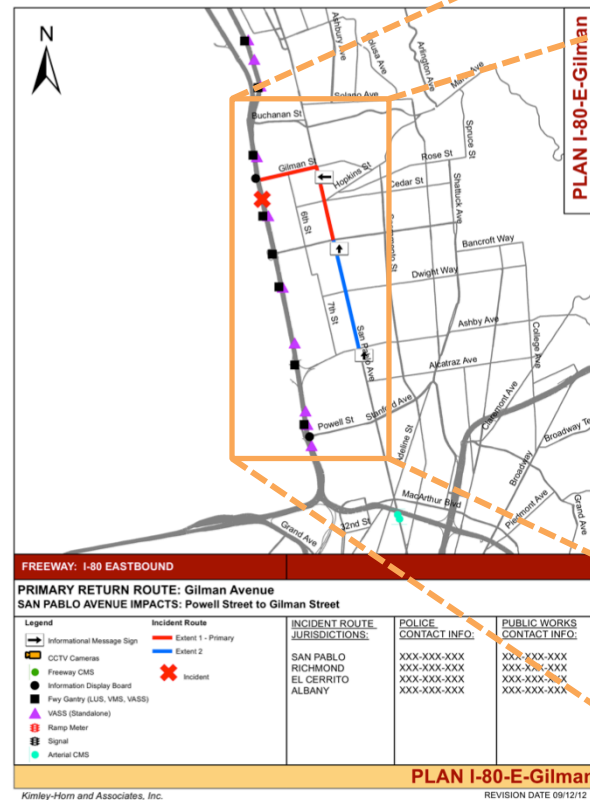 N
Ashbury Ave
Arlington Ave
Solano Ave
Buchanan St
Gilman St
Hopkins St
Rose St
Spruce St
Cedar St
6th St
Shattuck Ave
Bancroft Way
Dwight Way
7th St
Ashby Ave
College Ave
San Pablo Ave
Alcatraz Ave
Stanford Ave
Powell St
Claremont Ave
Broadway
MacArthur Blvd
Piedmont Ave
Grand Ave
32nd St
Grand Ave
PLAN I-80-E-Gilman
FREEWAY: I-80 EASTBOUND
PRIMARY RETURN ROUTE: Gilman Avenue
SAN PABLO AVENUE IMPACTS: Powell Street to Gilman Street
Legend
Informational Message Sign
CCTV Cameras
Freeway CMS
Information Display Board
Fwy Gantry (LUS, VMS, VASS)
VASS (Standalone)
Ramp Meter
Signal
Arterial CMS
Incident Route
Extent 1 - Primary
Extent 2
Incident
INCIDENT ROUTE
JURISDICTIONS:
SAN PABLO
RICHMOND
EL CERRITO
ALBANY
POLICE
CONTACT INFO:
XXX-XXX-XXX
XXX-XXX-XXX
XXX-XXX-XXX
XXX-XXX-XXX
PUBLIC WORKS
CONTACT INFO:
XXX-XXX-XXX
XXX-XXX-XXX
XXX-XXX-XXX
XXX-XXX-XXX
PLAN I-80-E-Gilman
Kimley-Horn and Associates, Inc.
REVISION DATE 09/12/12